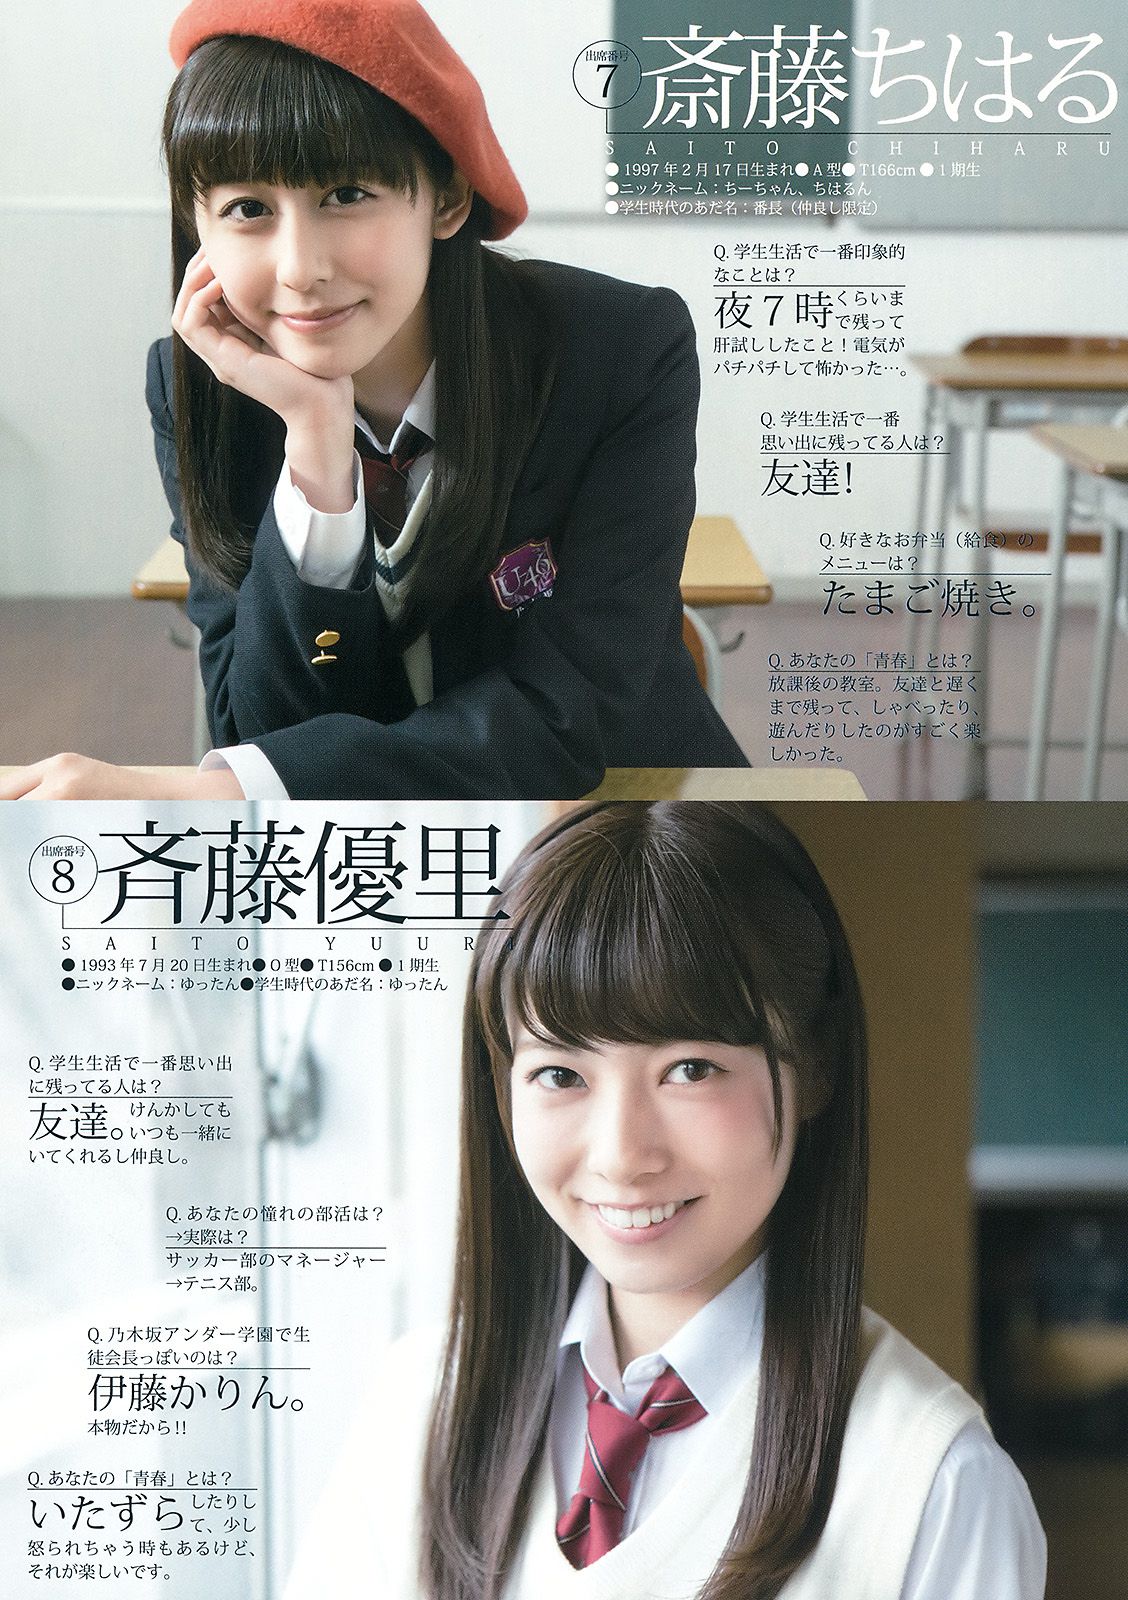 出席番号
7
斎藤ちはる
SAITO CHIHARU
●1997年2月17日生まれ●A型●T166cm ●1期生
●ニックネーム：ちーちゃん、ちはるん
●学生時代のあだ名：番長（仲良し限定）
Q. 学生生活で一番印象的
なことは？
夜7時くらいま
で残って
肝試ししたこと！電気が
パチパチして怖かった…。
Q. 学生生活で一番
思い出に残ってる人は？
友達!
Q. 好きなお弁当（給食）の
メニューは？
たまご焼き。
Q. あなたの「青春」とは？
放課後の教室。友達と遅く
まで残って、しゃべったり、
遊んだりしたのがすごく楽
しかった。
U46
出席番号
8
斉藤優里
SAITO YUURI
●1993年7月20日生まれ●O型●T156cm ●1期生
●ニックネーム：ゆったん●学生時代のあだ名：ゆったん
Q. 学生生活で一番思い出
に残ってる人は？
友達。けんかしても
いつも一緒に
いてくれるし仲良し。
Q. あなたの憧れの部活は？
→実際は？
サッカー部のマネージャー
→テニス部。
Q. 乃木坂アンダー学園で生
徒会長っぽいのは？
伊藤かりん。
本物だから!!
Q. あなたの「青春」とは？
いたずらしたりし
て、少し
怒られちゃう時もあるけど、
それが楽しいです。